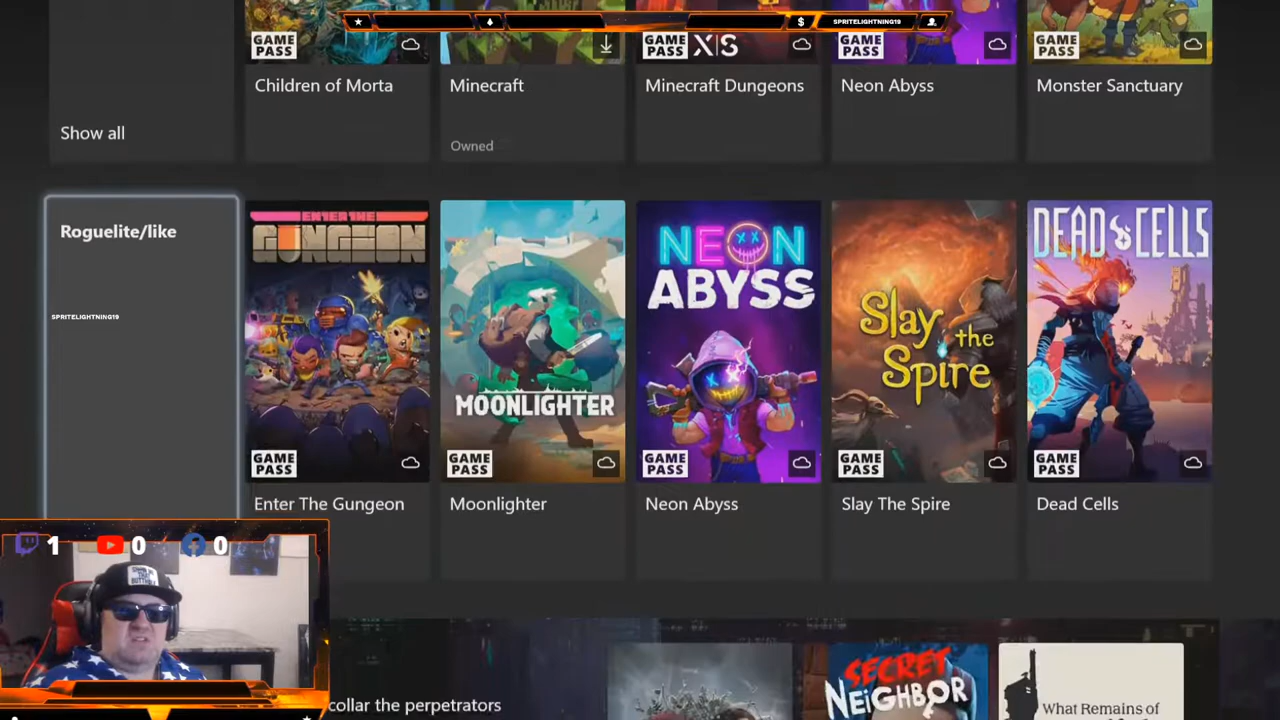 $ SPRITELIGHTNING19
GAME PASS
GAME PASS X|S
GAME PASS
GAME PASS
Children of Morta
Minecraft
Minecraft Dungeons
Neon Abyss
Monster Sanctuary
Show all
Owned
Roguelite/like
SPRITELIGHTNING19
ENTER THE
GUNGEON
MOONLIGHTER
NEON
ABYSS
Slay
the
Spire
DEAD CELLS
GAME PASS
GAME PASS
GAME PASS
GAME PASS
GAME PASS
Enter The Gungeon
Moonlighter
Neon Abyss
Slay The Spire
Dead Cells
1 0 0
collar the perpetrators
SECRET
NEIGHBOR
What Remains of